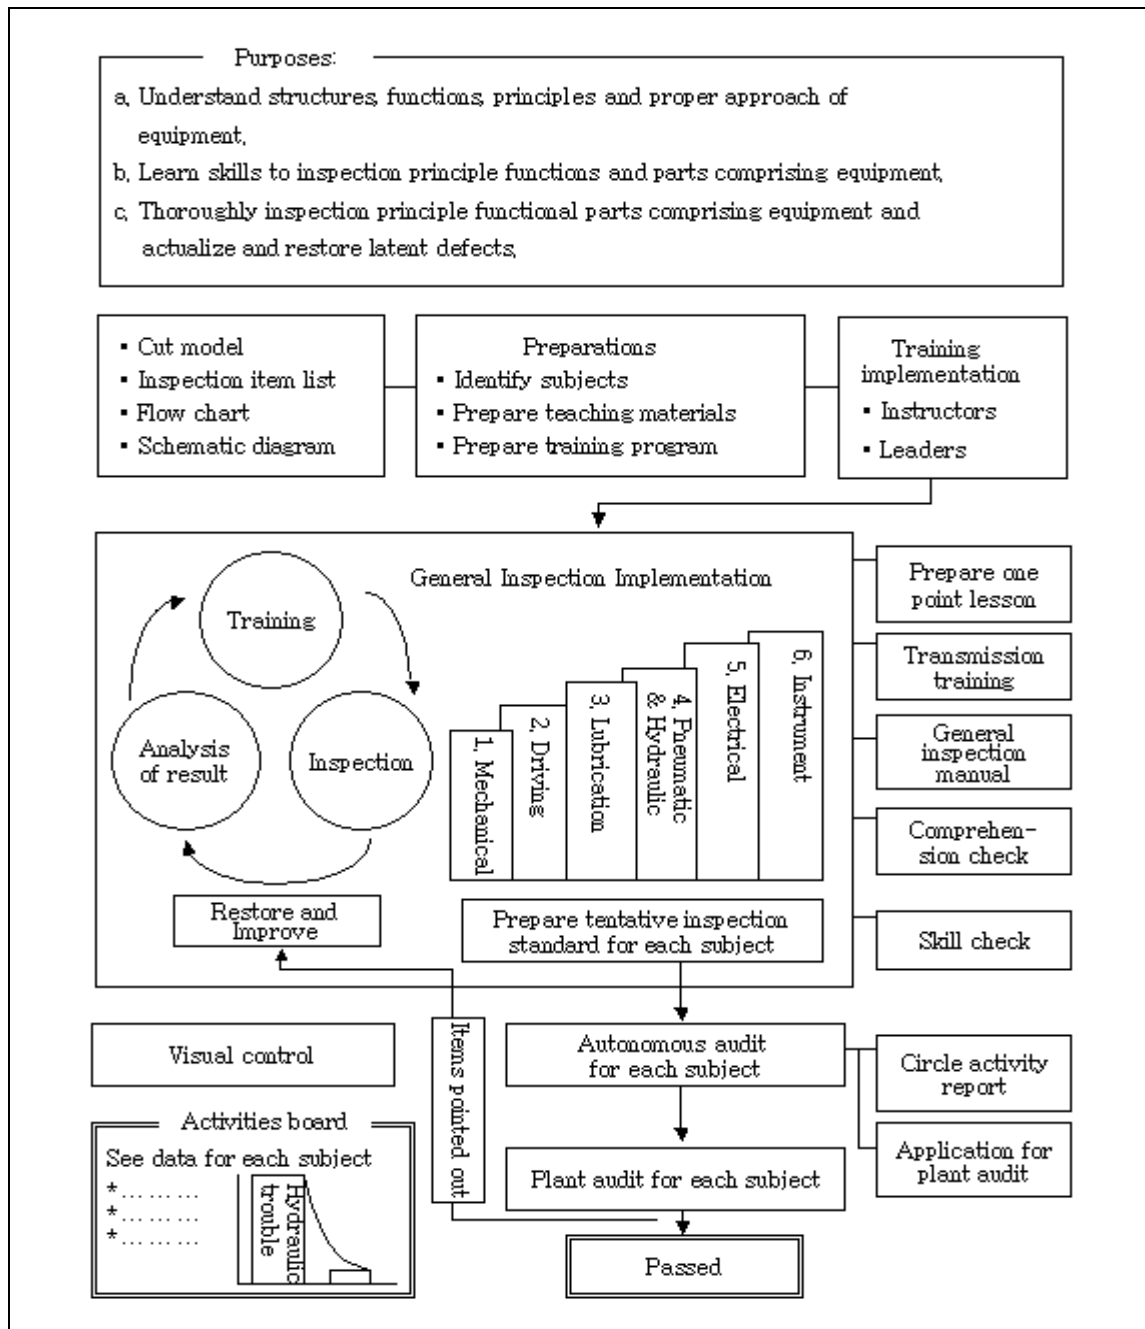 Purposes:
a, Understand structures, functions, principles and proper approach of
equipment,
b, Learn skills to inspection principle functions and parts comprising equipment,
c, Thoroughly inspection principle functional parts comprising equipment and
actualize and restore latent defects,
▪ Cut model
▪ Inspection item list
▪ Flow chart
▪ Schematic diagram
Preparations
▪ Identify subjects
▪ Prepare teaching materials
▪ Prepare training program
Training
implementation
▪ Instructors
▪ Leaders
General Inspection Implementation
Training
Inspection
Analysis
of result
Restore and
Improve
1, Mechanical
2, Driving
3, Lubrication
4, Pneumatic
& Hydraulic
5, Electrical
6, Instrument
Prepare tentative inspection
standard for each subject
Prepare one
point lesson
Transmission
training
General
inspection
manual
Comprehen-
sion check
Skill check
Visual control
Items pointed out
Autonomous audit
for each subject
Circle activity
report
Application for
plant audit
Plant audit for each subject
Passed
Activities board
See data for each subject
*………
*………
*………
Hydraulic
trouble